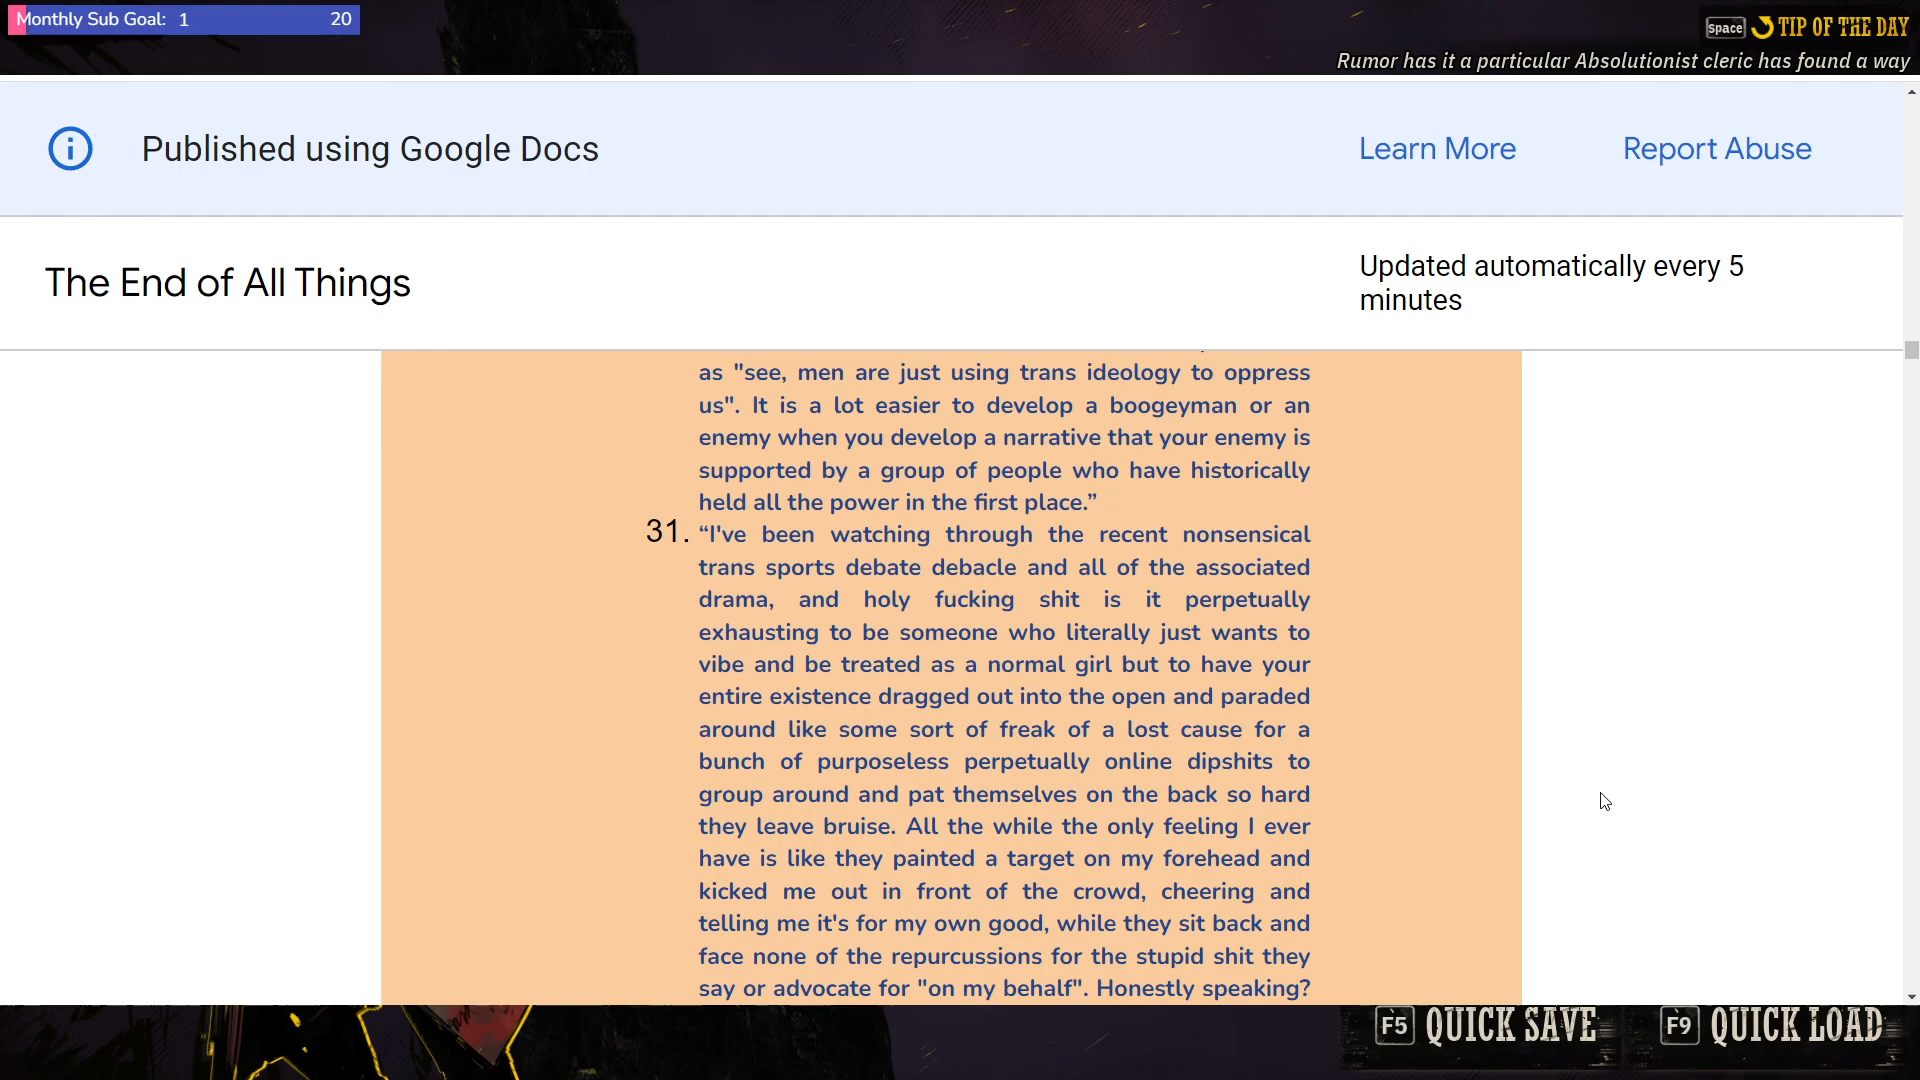 Monthly Sub Goal: 1 20
Space TIP OF THE DAY
Rumor has it a particular Absolutionist cleric has found a way
Published using Google Docs
Learn More
Report Abuse
The End of All Things
Updated automatically every 5
minutes
as "see, men are just using trans ideology to oppress
us". It is a lot easier to develop a boogeyman or an
enemy when you develop a narrative that your enemy is
supported by a group of people who have historically
held all the power in the first place.”
31. “I've been watching through the recent nonsensical
trans sports debate debacle and all of the associated
drama, and holy fucking shit is it perpetually
exhausting to be someone who literally just wants to
vibe and be treated as a normal girl but to have your
entire existence dragged out into the open and paraded
around like some sort of freak of a lost cause for a
bunch of purposeless perpetually online dipshits to
group around and pat themselves on the back so hard
they leave bruise. All the while the only feeling I ever
have is like they painted a target on my forehead and
kicked me out in front of the crowd, cheering and
telling me it's for my own good, while they sit back and
face none of the repurcussions for the stupid shit they
say or advocate for "on my behalf". Honestly speaking?
F5 QUICK SAVE
F9 QUICK LOAD